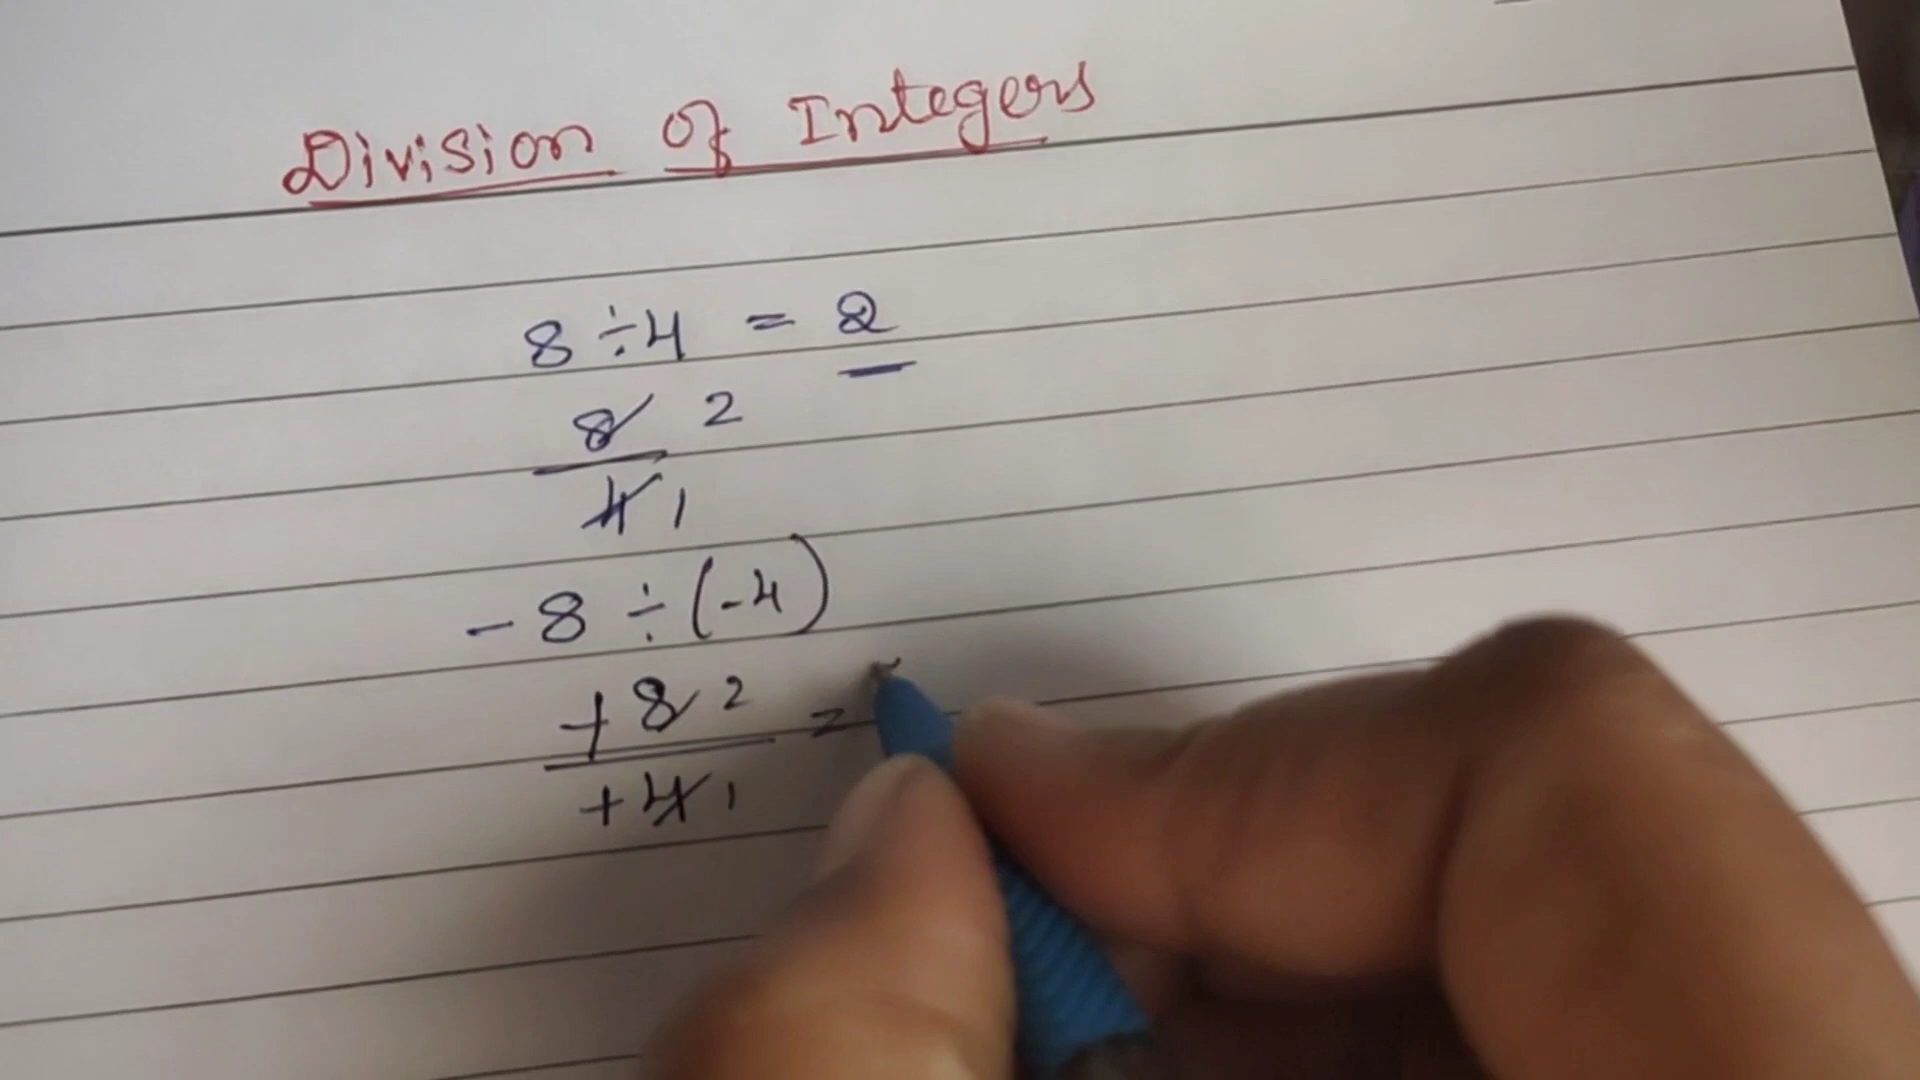 Division of Integers
8 ÷ 4 = 2
8 2
4 1
- 8 ÷ (-4)
+ 8 2 =
+ 4 1